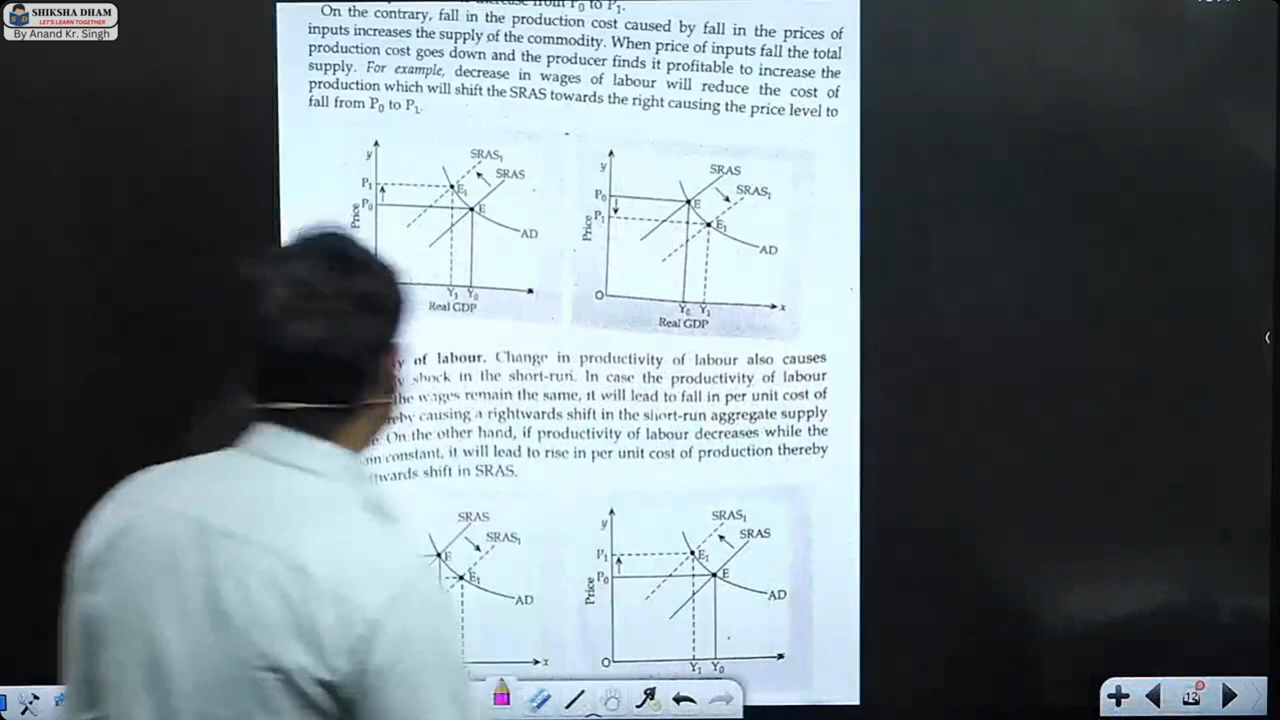 SHIKSHA DHAM
LET'S LEARN TOGETHER
By Anand Kr. Singh
from P₀ to P₁.
On the contrary, fall in the production cost caused by fall in the prices of
inputs increases the supply of the commodity. When price of inputs fall the total
production cost goes down and the producer finds it profitable to increase the
supply. For example, decrease in wages of labour will reduce the cost of
production which will shift the SRAS towards the right causing the price level to
fall from P₀ to P₁.
y
SRAS₁
SRAS
P₁
E₁
P₀
E
Price
AD
Y₁ Y₀
Real GDP
y
SRAS
SRAS₁
P₀
E
P₁
E₁
Price
AD
O
Y₀ Y₁
x
Real GDP
of labour. Change in productivity of labour also causes
shock in the short-run. In case the productivity of labour
the wages remain the same, it will lead to fall in per unit cost of
causing a rightwards shift in the short-run aggregate supply
On the other hand, if productivity of labour decreases while the
constant, it will lead to rise in per unit cost of production thereby
shift in SRAS.
SRAS
SRAS₁
E
E₁
AD
x
y
SRAS₁
SRAS
P₁
E₁
P₀
E
Price
AD
O
Y₁ Y₀
12